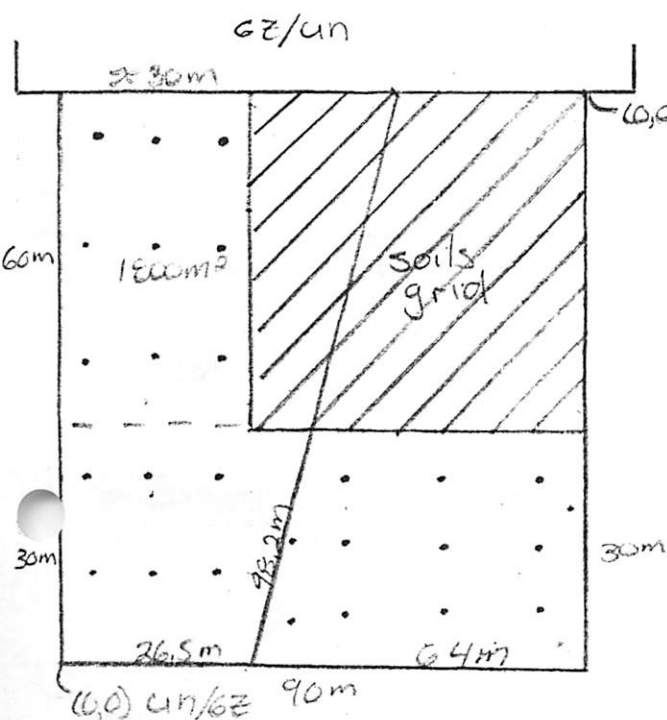 GZ/UN
≈ 30m
(0,0
60m
1800m²
soils
grid
98.2m
30m
30m
26.5m
64m
(0,0) UN/GZ
90m